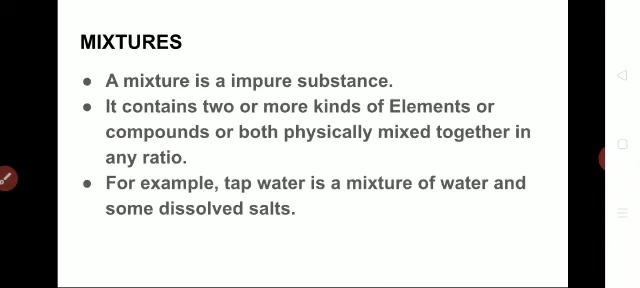 MIXTURES
● A mixture is a impure substance.
● It contains two or more kinds of Elements or
compounds or both physically mixed together in
any ratio.
● For example, tap water is a mixture of water and
some dissolved salts.